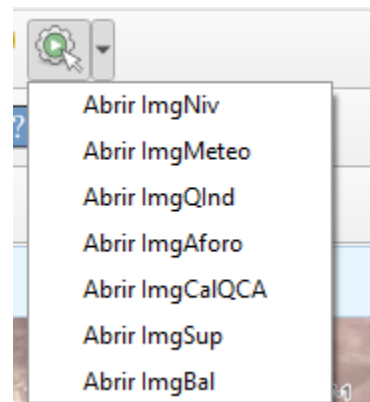 ?
Abrir ImgNiv
Abrir ImgMeteo
Abrir ImgQInd
Abrir ImgAforo
Abrir ImgCalQCA
Abrir ImgSup
Abrir ImgBal